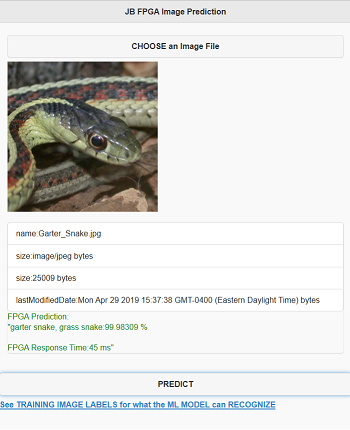 JB FPGA Image Prediction
CHOOSE an Image File
name:Garter_Snake.jpg
size:image/jpeg bytes
size:25009 bytes
lastModifiedDate:Mon Apr 29 2019 15:37:38 GMT-0400 (Eastern Daylight Time) bytes
FPGA Prediction:
"garter snake, grass snake:99.98309 %
FPGA Response Time:45 ms"
PREDICT
See TRAINING IMAGE LABELS for what the ML MODEL can RECOGNIZE